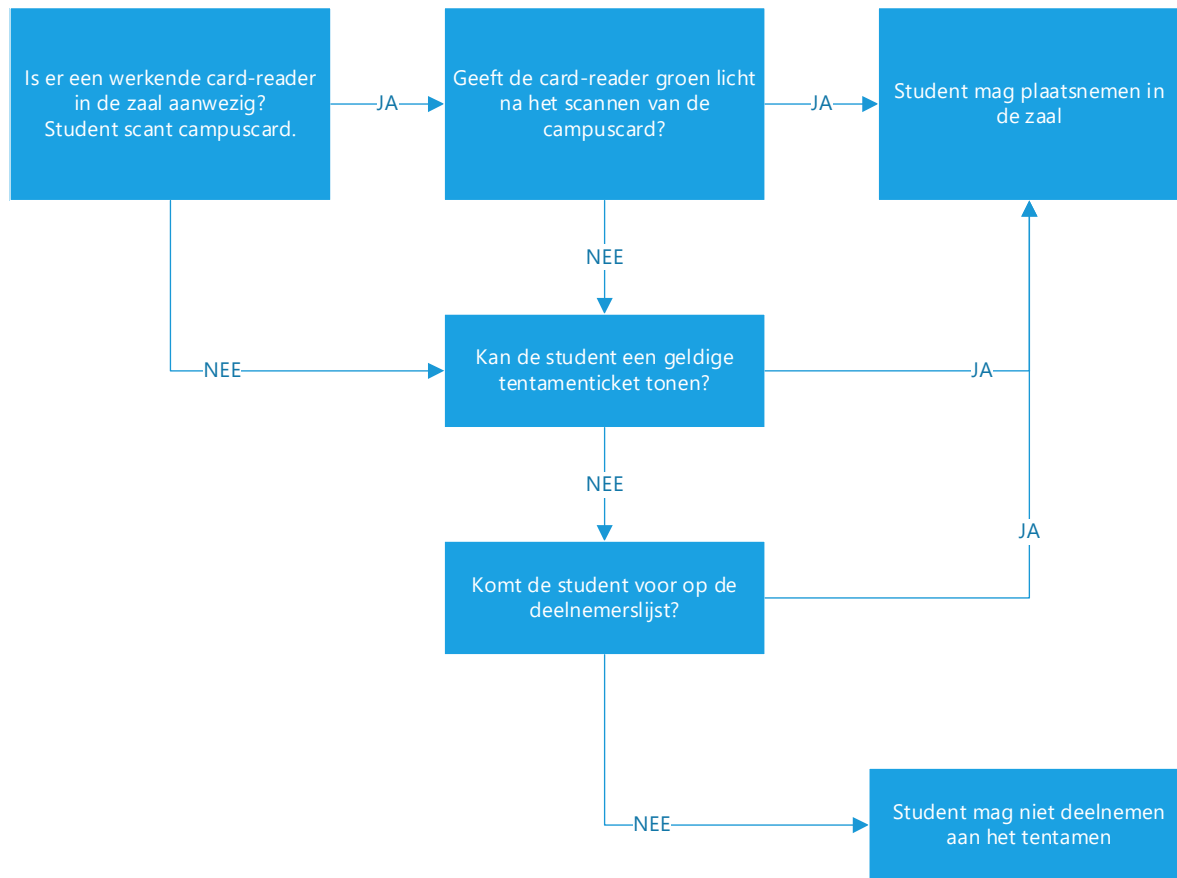 Is er een werkende card-reader
in de zaal aanwezig?
Student scant campuscard.
JA
Geeft de card-reader groen licht
na het scannen van de
campuscard?
JA
Student mag plaatsnemen in
de zaal
NEE
NEE
Kan de student een geldige
tentamenticket tonen?
JA
NEE
Komt de student voor op de
deelnemerslijst?
JA
NEE
Student mag niet deelnemen
aan het tentamen